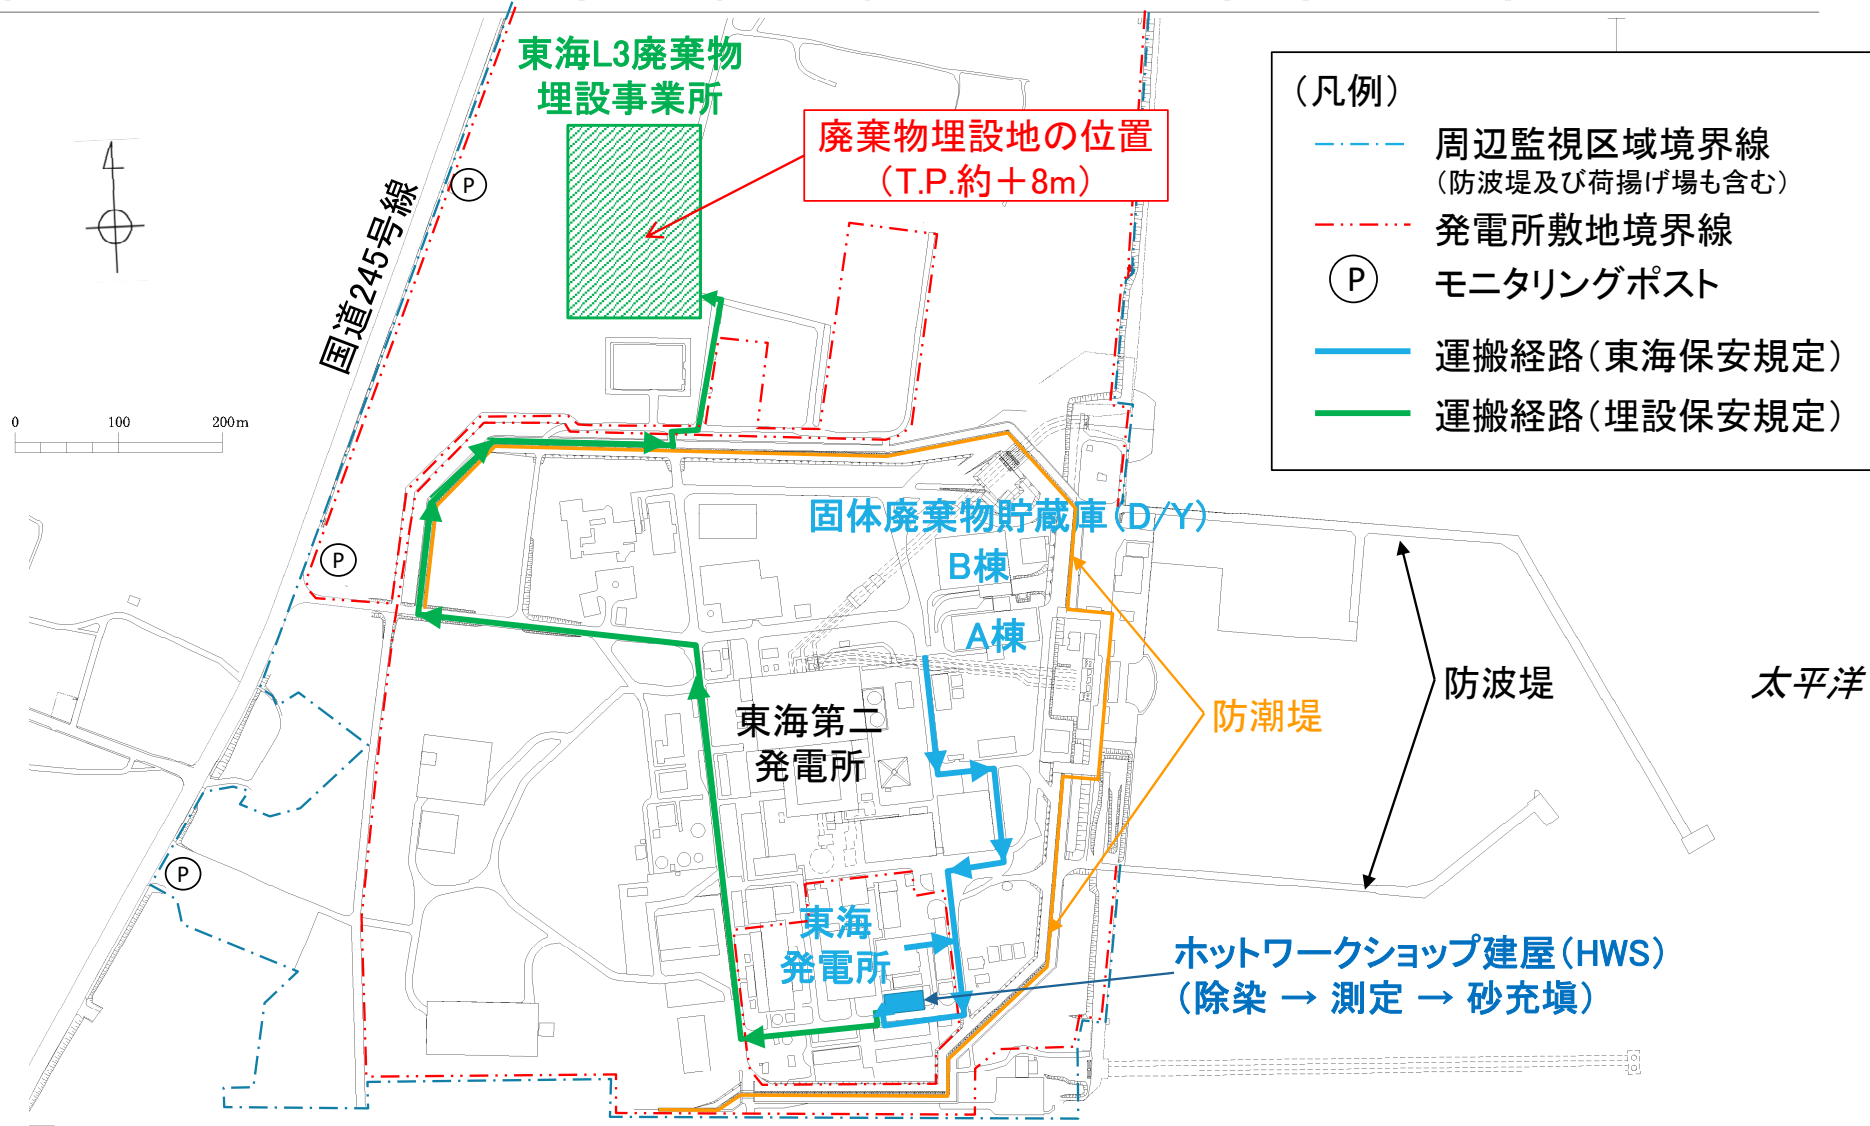 東海L3廃棄物
埋設事業所
廃棄物埋設地の位置
（T.P.約＋8m）
（凡例）
周辺監視区域境界線
（防波堤及び荷揚げ場も含む）
発電所敷地境界線
P
モニタリングポスト
運搬経路（東海保安規定）
運搬経路（埋設保安規定）
P
国道245号線
0 100 200m
固体廃棄物貯蔵庫（D/Y）
B棟
P
A棟
防波堤
太平洋
防潮堤
東海第二
発電所
P
東海
発電所
ホットワークショップ建屋（HWS）
（除染 → 測定 → 砂充塡）